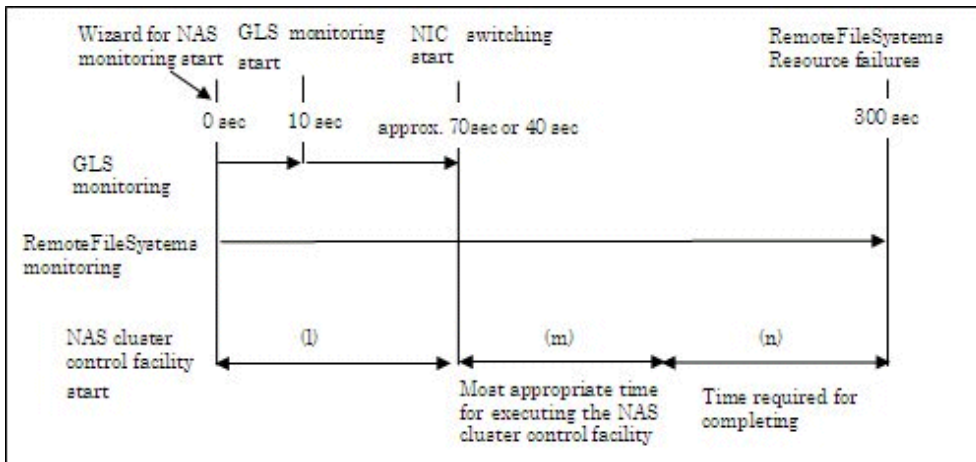 Wizard for NAS
monitoring start
GLS monitoring
start
NIC switching
start
RemoteFileSystems
Resource failures
0 sec
10 sec
approx. 70sec or 40 sec
300 sec
GLS
monitoring
RemoteFileSystems
monitoring
NAS cluster
control facility
start
(l)
(m)
(n)
Most appropriate time
for executing the NAS
cluster control facility
Time required for
completing